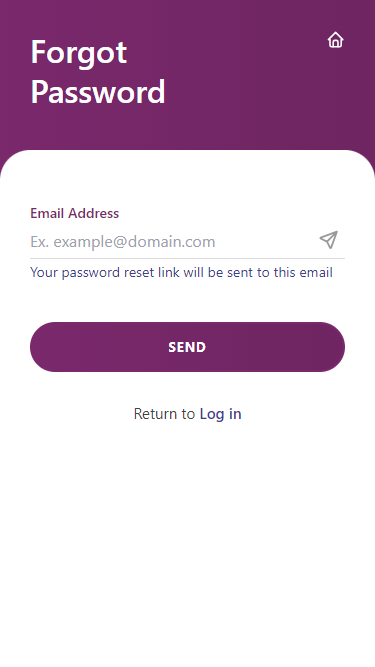 Forgot
Password
Email Address
Ex. example@domain.com
Your password reset link will be sent to this email
SEND
Return to Log in